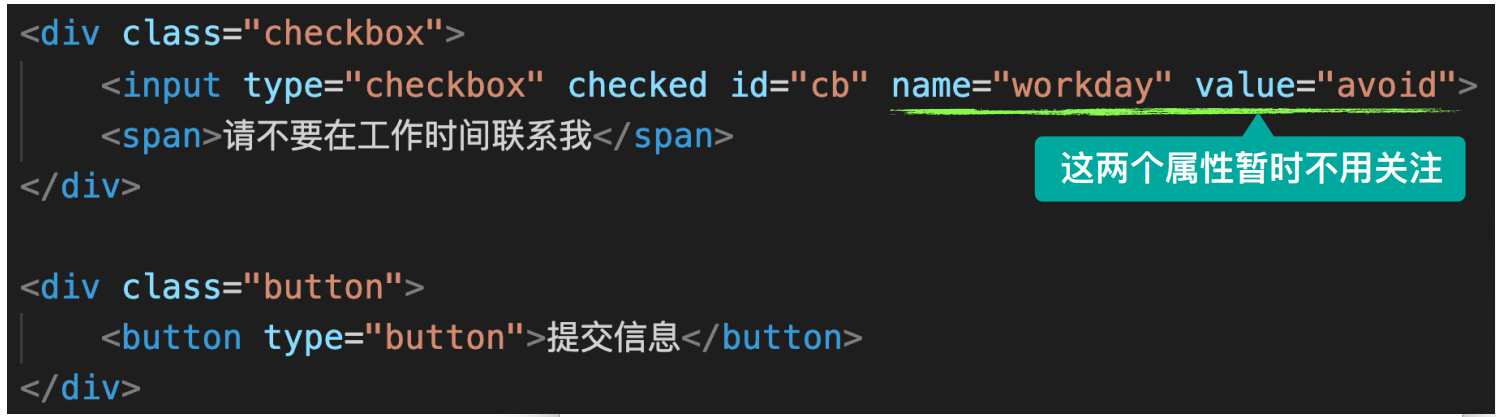 <div class="checkbox">
    <input type="checkbox" checked id="cb" name="workday" value="avoid">
    <span>请不要在工作时间联系我</span>
这两个属性暂时不用关注
</div>
<div class="button">
    <button type="button">提交信息</button>
</div>